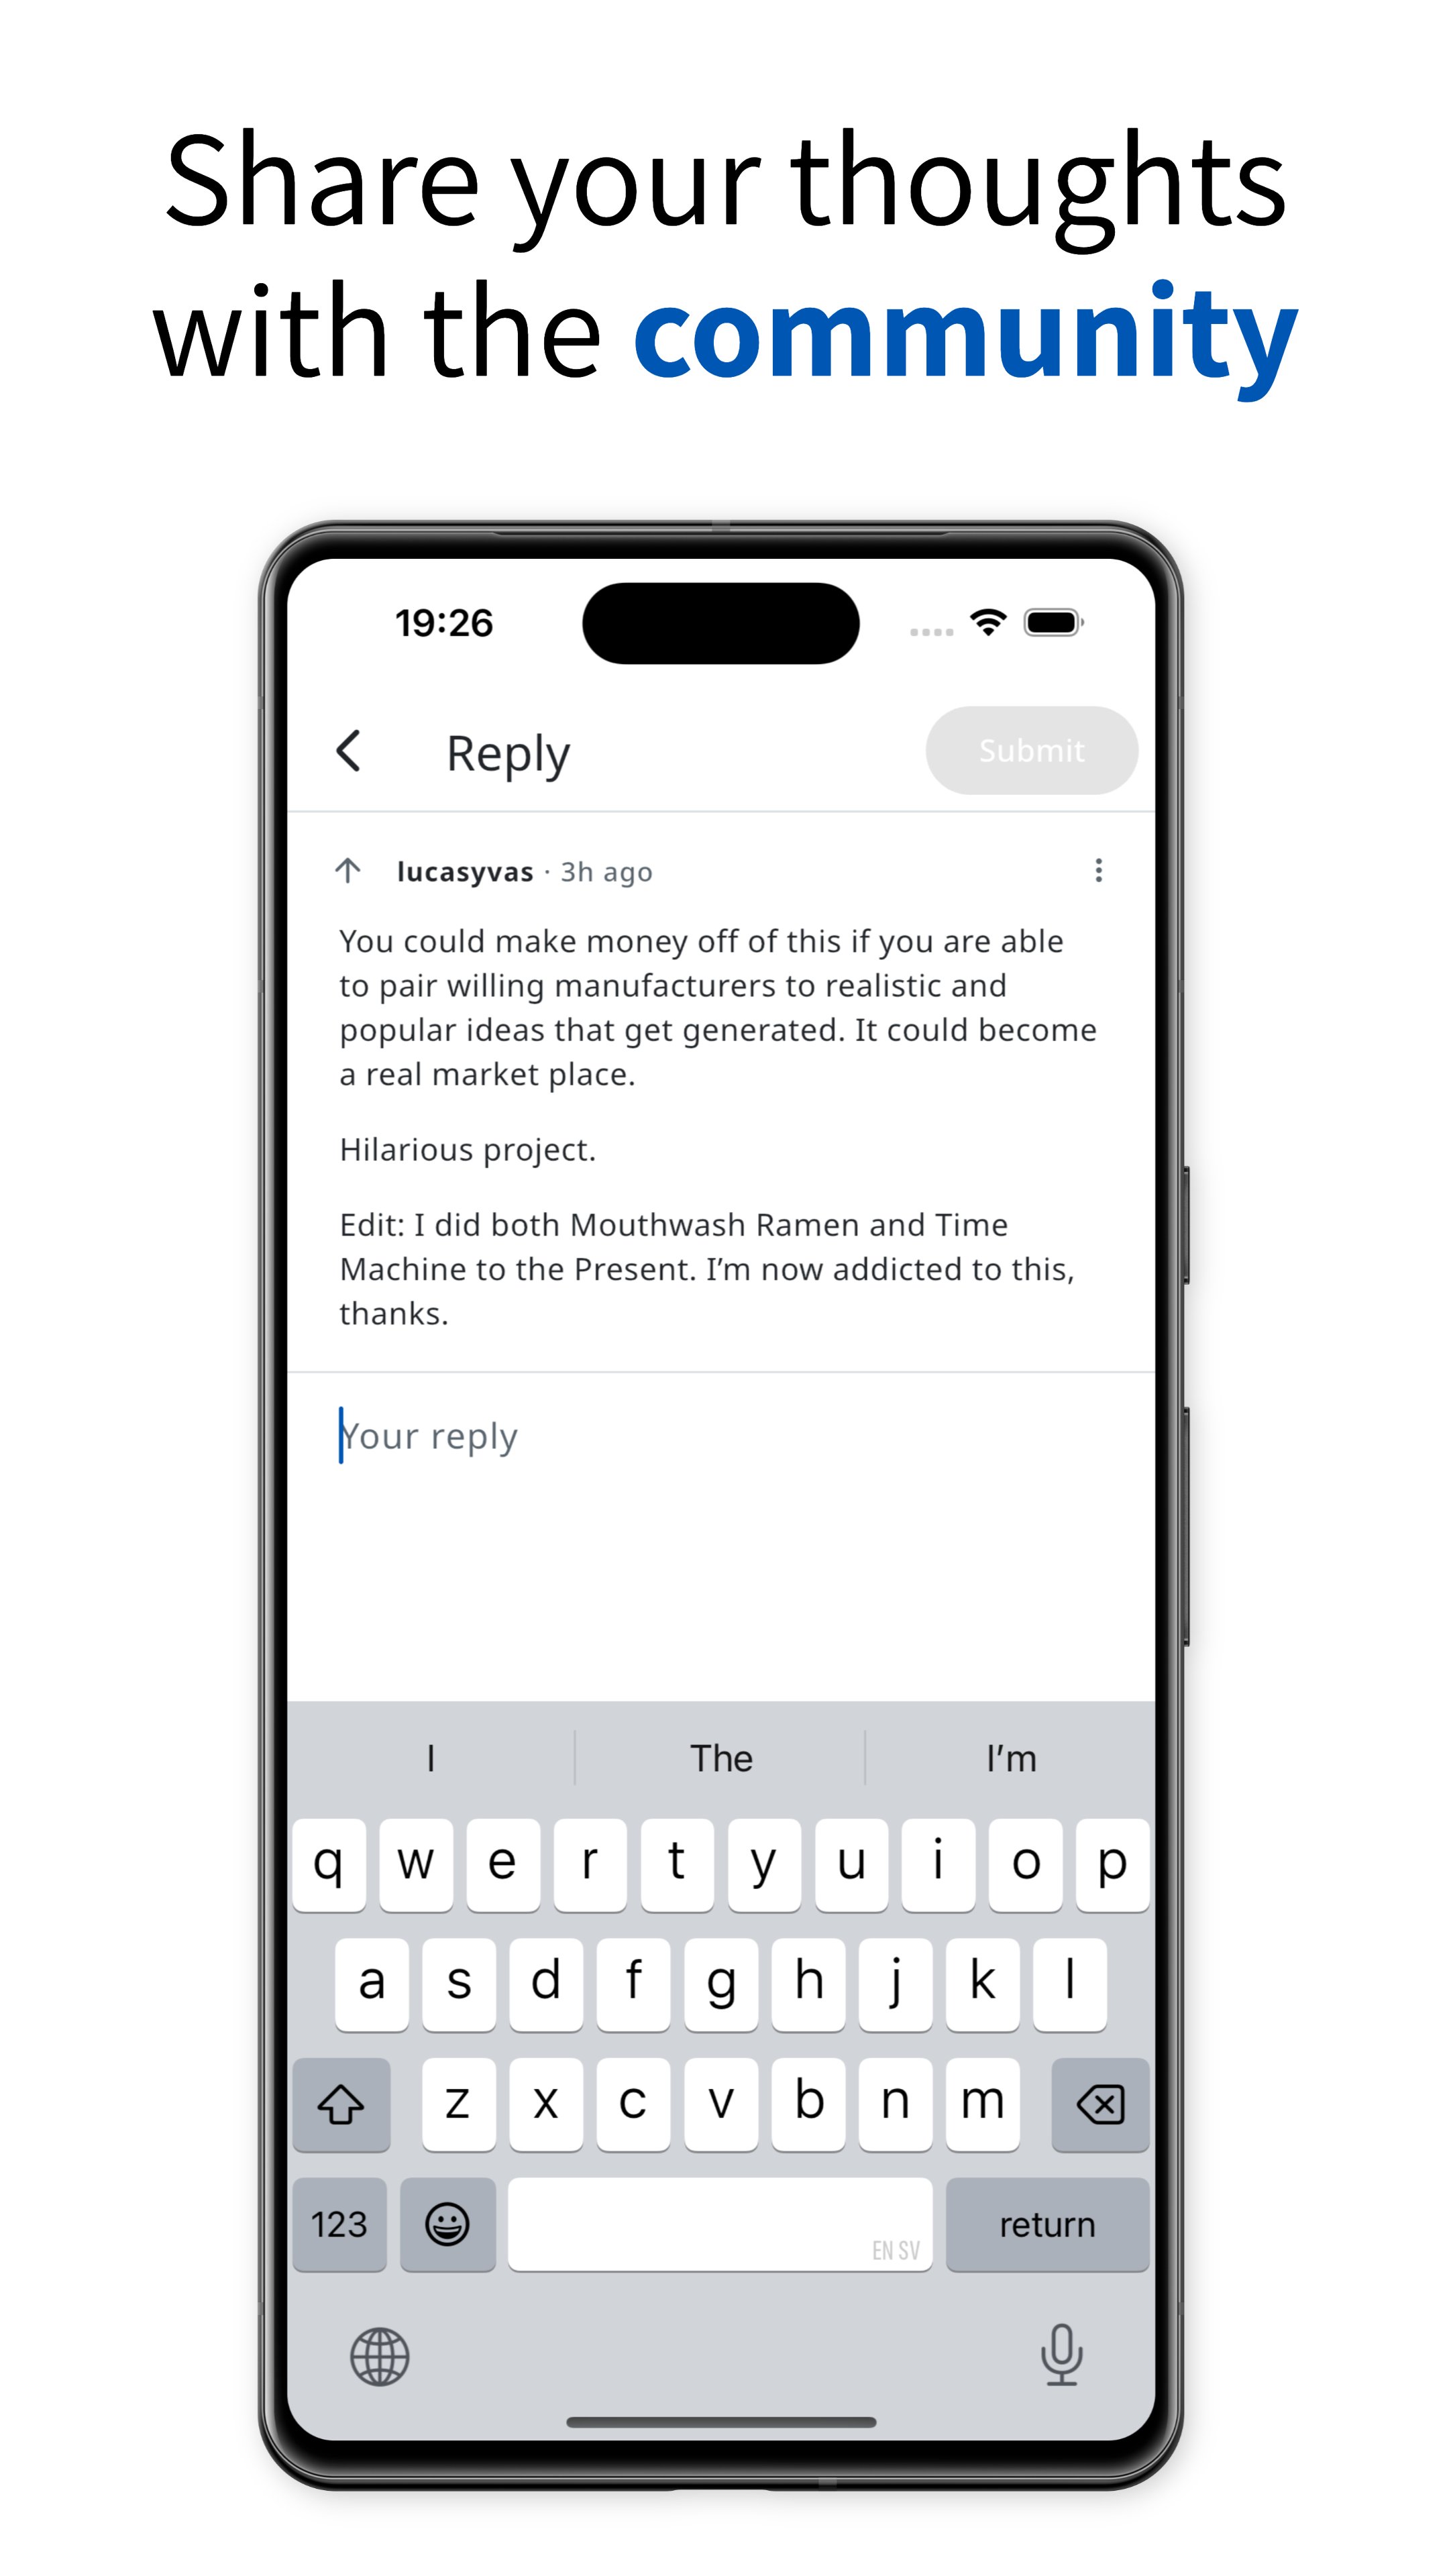 Share your thoughts
with the community
19:26
Reply
Submit
lucasyvas · 3h ago
You could make money off of this if you are able
to pair willing manufacturers to realistic and
popular ideas that get generated. It could become
a real market place.
Hilarious project.
Edit: I did both Mouthwash Ramen and Time
Machine to the Present. I’m now addicted to this,
thanks.
Your reply
I The I’m
q w e r t y u i o p
a s d f g h j k l
z x c v b n m
123 EN SV return